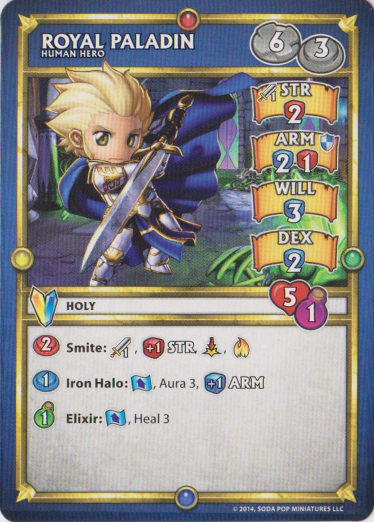 ROYAL PALADIN
HUMAN HERO
6 3
STR
2
ARM
2 1
WILL
3
DEX
2
5
1
HOLY
2 Smite: , +1 STR, ,
1 Iron Halo: , Aura 3, +1 ARM
1 Elixir: , Heal 3
© 2014, SODA POP MINIATURES LLC